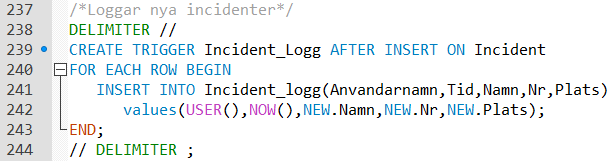 237 /*Loggar nya incidenter*/
238 DELIMITER //
239 CREATE TRIGGER Incident_Logg AFTER INSERT ON Incident
240 FOR EACH ROW BEGIN
241 INSERT INTO Incident_logg(Anvandarnamn,Tid,Namn,Nr,Plats)
242 values(USER(),NOW(),NEW.Namn,NEW.Nr,NEW.Plats);
243 END;
244 // DELIMITER ;